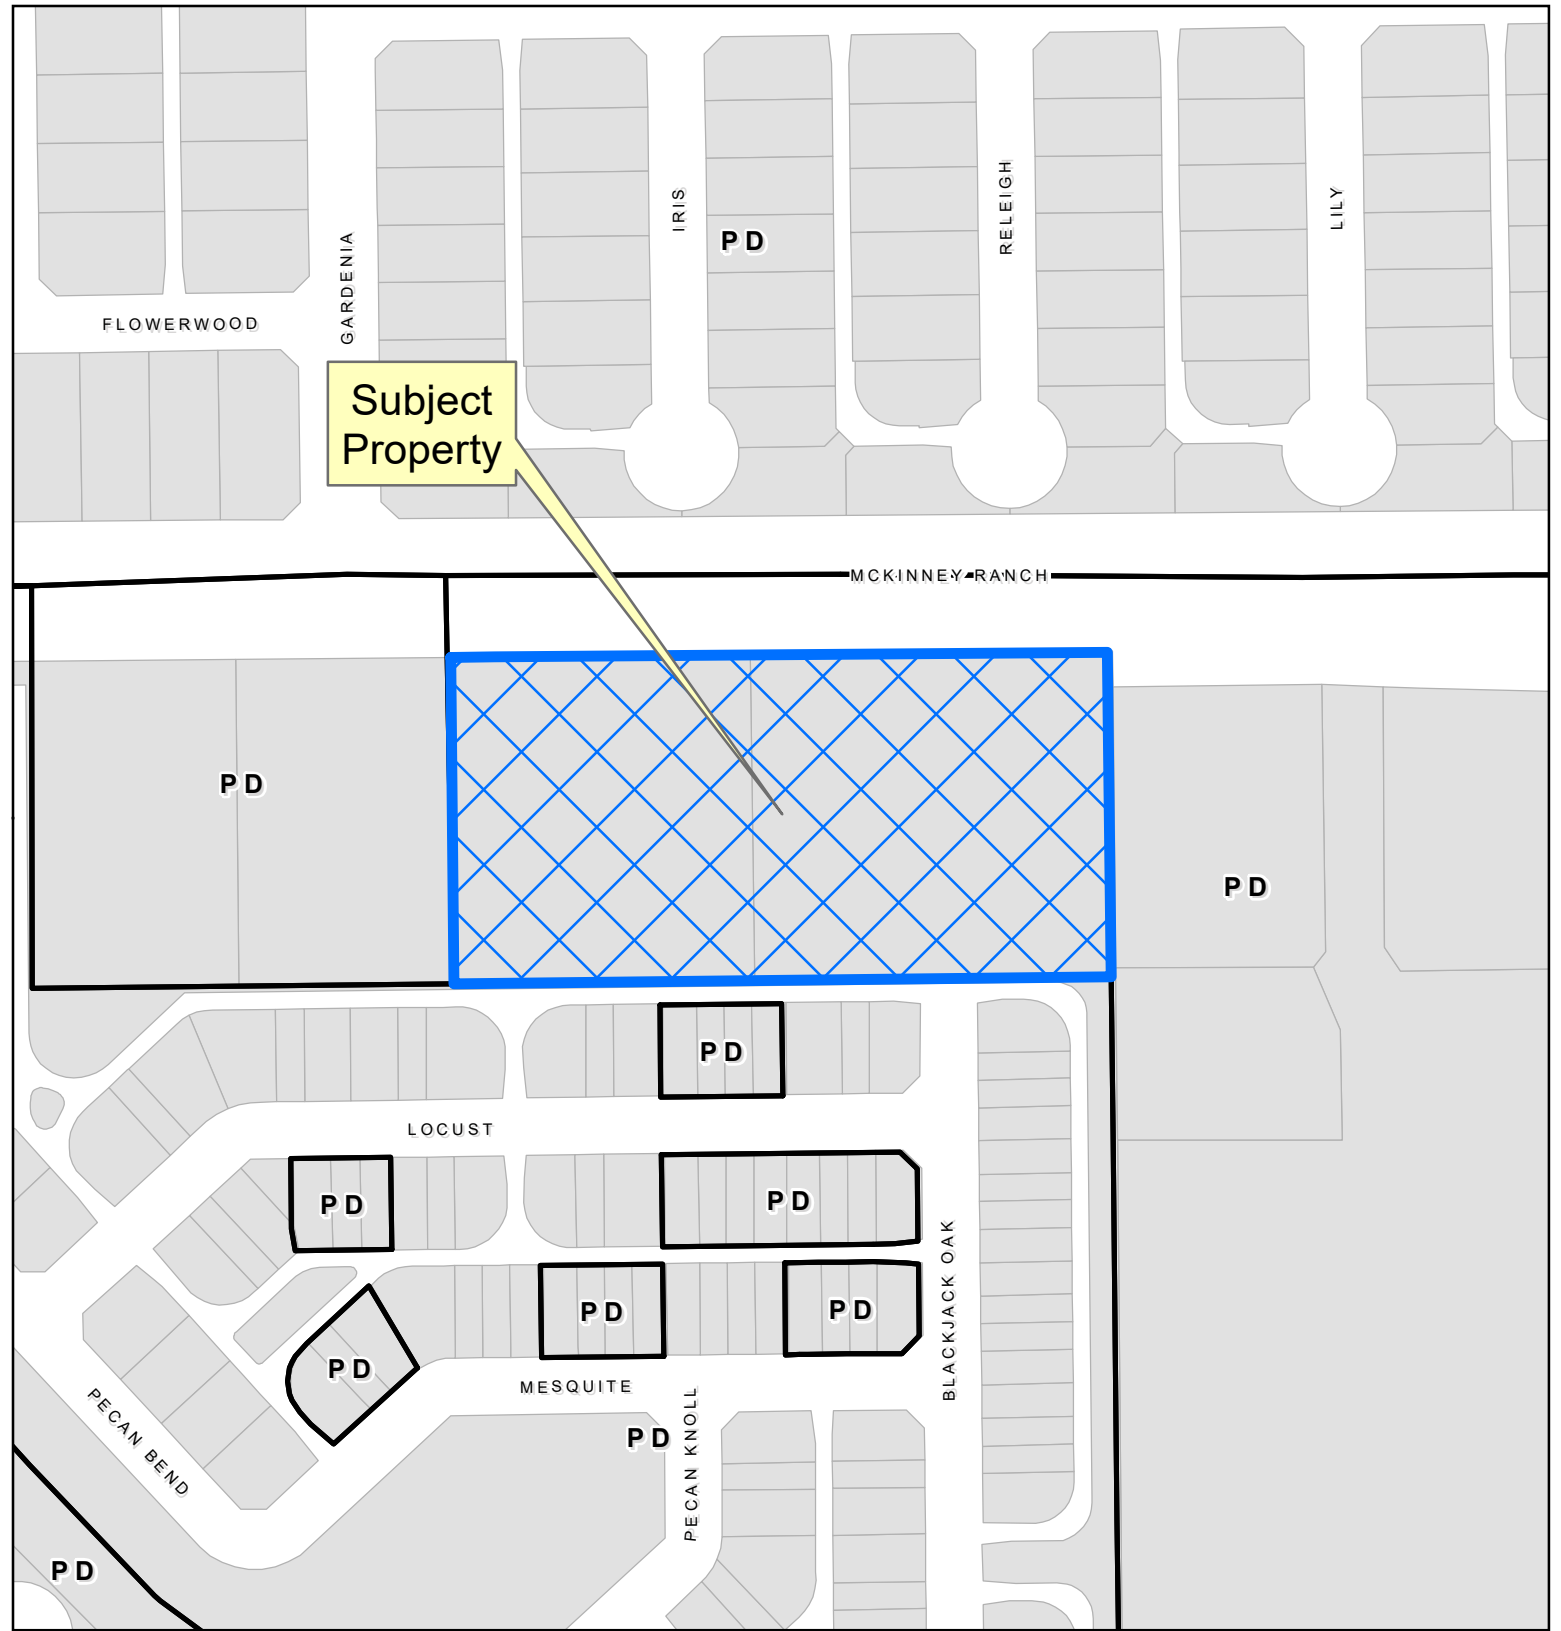 IRIS
RELEIGH
LILY
PD
GARDENIA
FLOWERWOOD
Subject
Property
MCKINNEY RANCH
PD
PD
PD
LOCUST
PD
PD
BLACKJACK OAK
PD
PD
PD
MESQUITE
PECAN BEND
PECAN KNOLL
PD
PD